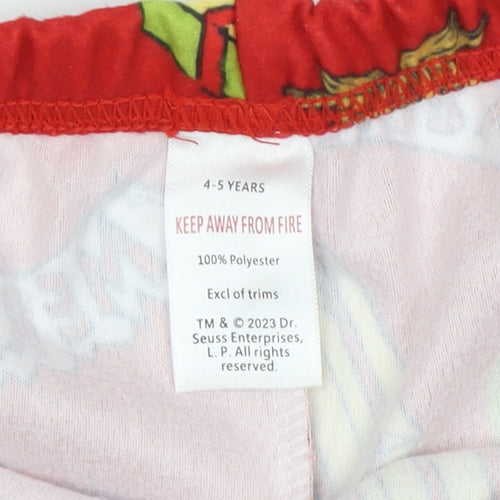 4-5 YEARS
KEEP AWAY FROM FIRE
100% Polyester
Excl of trims
TM & © 2023 Dr.
Seuss Enterprises,
L. P. All rights
reserved.